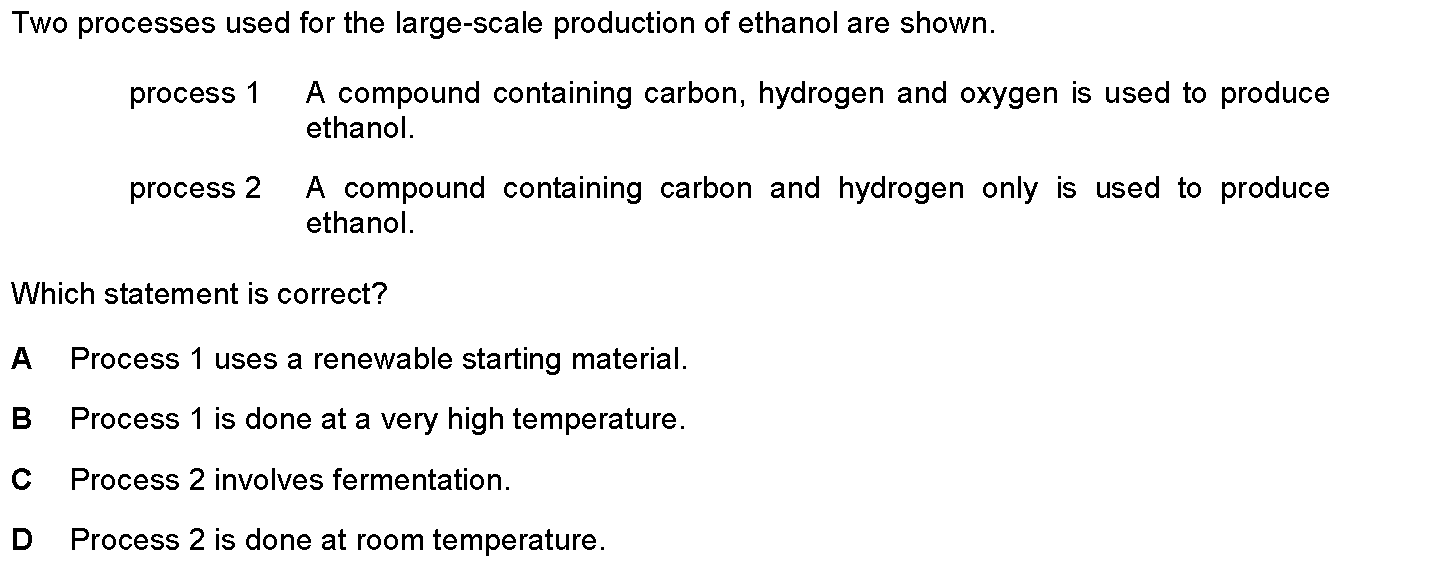 Two processes used for the large-scale production of ethanol are shown.
process 1 A compound containing carbon, hydrogen and oxygen is used to produce
ethanol.
process 2 A compound containing carbon and hydrogen only is used to produce
ethanol.
Which statement is correct?
A Process 1 uses a renewable starting material.
B Process 1 is done at a very high temperature.
C Process 2 involves fermentation.
D Process 2 is done at room temperature.